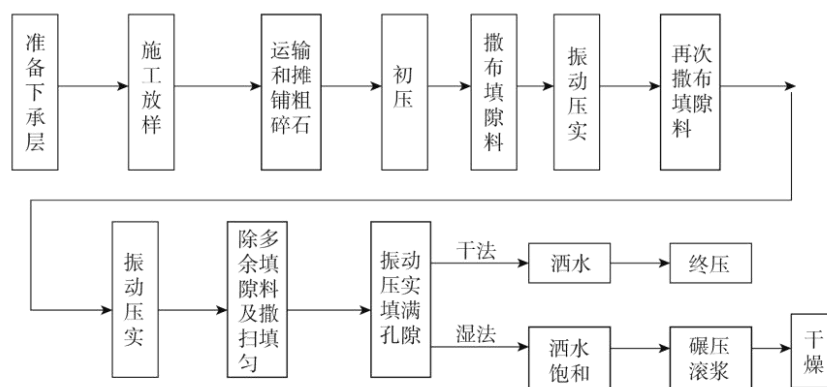 准备下承层
施工放样
运输和摊铺粗碎石
初压
撒布填隙料
振动压实
再次撒布填隙料
振动压实
除多余填隙料及撒扫填匀
振动压实填满孔隙
干法
洒水
终压
湿法
洒水饱和
碾压滚浆
干燥